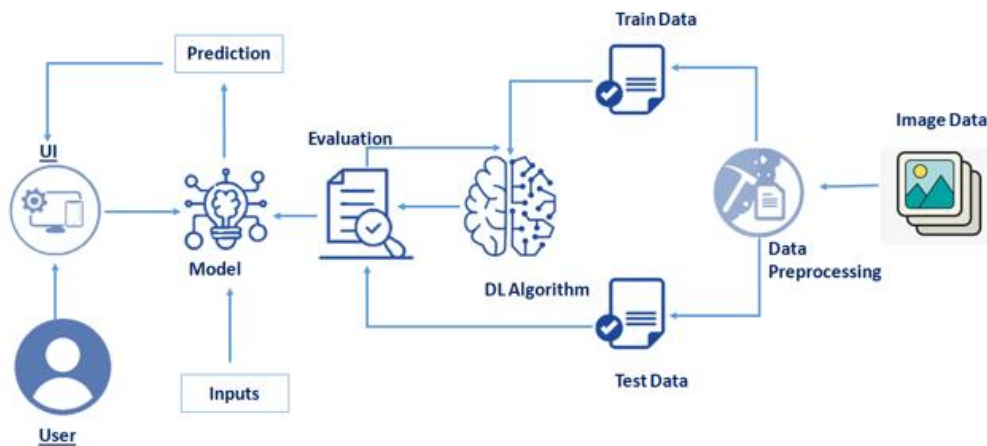 Train Data
Prediction
Evaluation
Image Data
UI
Data
Preprocessing
Model
DL Algorithm
Inputs
Test Data
User